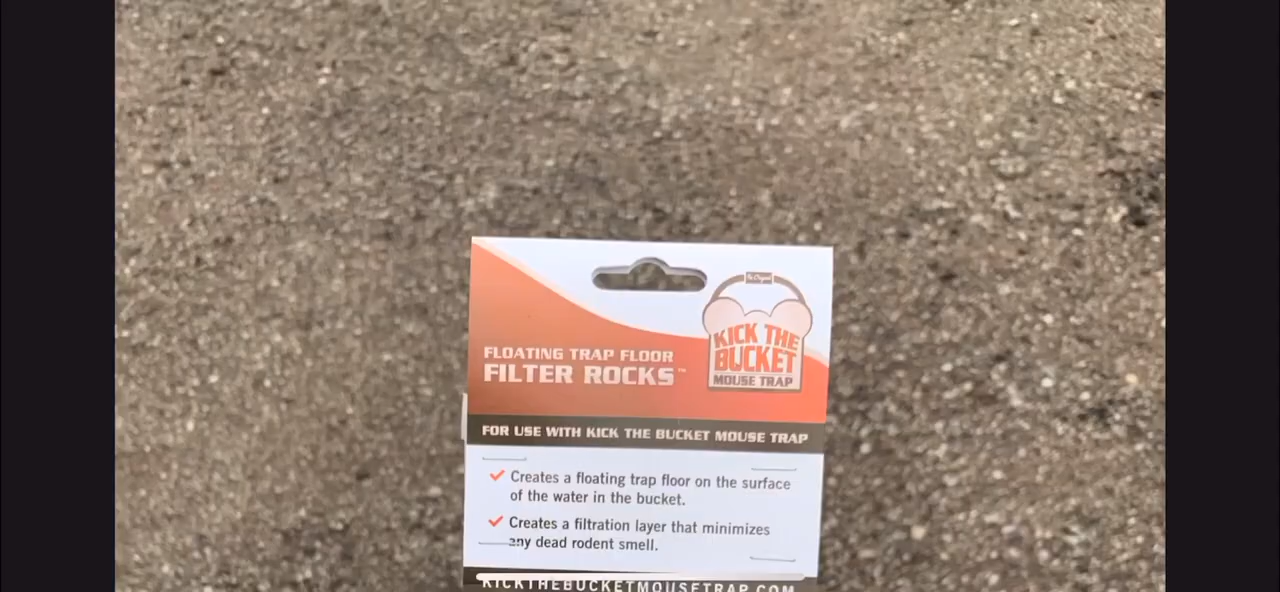 The Original
KICK THE
BUCKET
MOUSE TRAP
FLOATING TRAP FLOOR
FILTER ROCKS™
FOR USE WITH KICK THE BUCKET MOUSE TRAP
Creates a floating trap floor on the surface
of the water in the bucket.
Creates a filtration layer that minimizes
any dead rodent smell.
KICKTHEBUCKETMOUSETRAP.COM